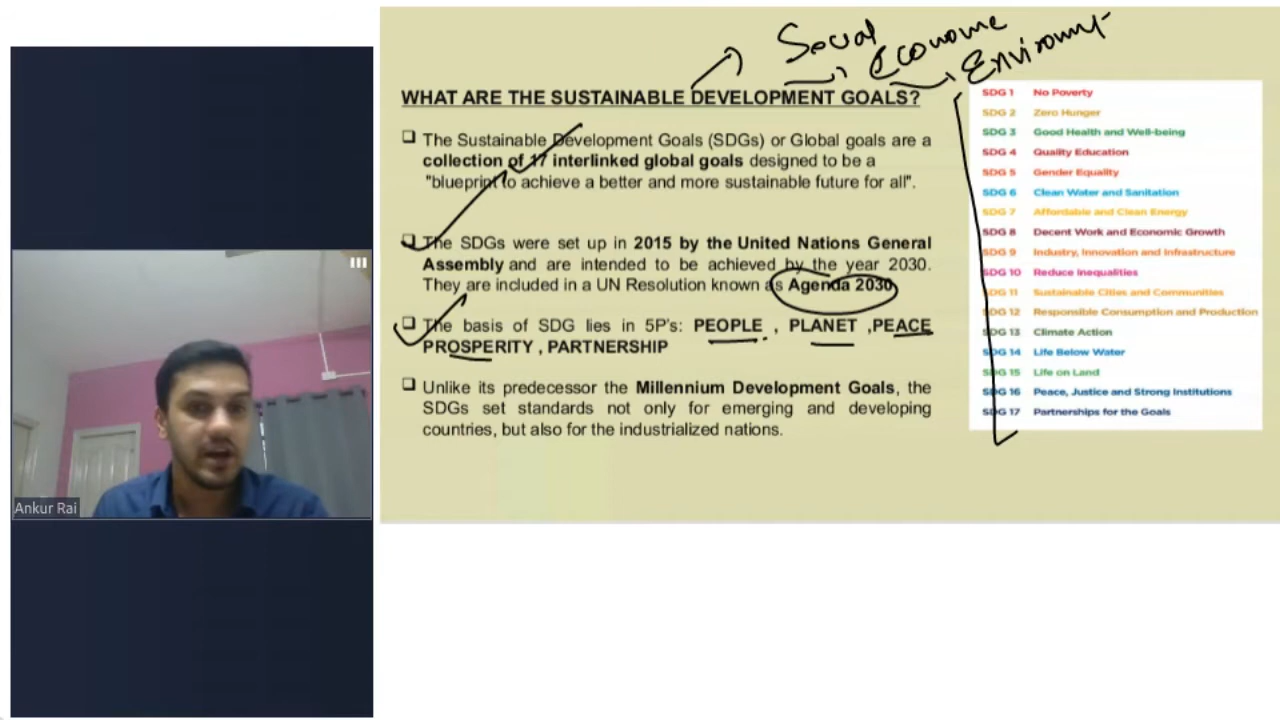 Social
Econome
Enviromnt
WHAT ARE THE SUSTAINABLE DEVELOPMENT GOALS?
The Sustainable Development Goals (SDGs) or Global goals are a
collection of 17 interlinked global goals designed to be a
"blueprint to achieve a better and more sustainable future for all".
The SDGs were set up in 2015 by the United Nations General
Assembly and are intended to be achieved by the year 2030.
They are included in a UN Resolution known as Agenda 2030
The basis of SDG lies in 5P's: PEOPLE , PLANET ,PEACE
PROSPERITY , PARTNERSHIP
Unlike its predecessor the Millennium Development Goals, the
SDGs set standards not only for emerging and developing
countries, but also for the industrialized nations.
SDG 1 No Poverty
SDG 2 Zero Hunger
SDG 3 Good Health and Well-being
SDG 4 Quality Education
SDG 5 Gender Equality
SDG 6 Clean Water and Sanitation
SDG 7 Affordable and Clean Energy
SDG 8 Decent Work and Economic Growth
SDG 9 Industry, Innovation and Infrastructure
SDG 10 Reduce Inequalities
SDG 11 Sustainable Cities and Communities
SDG 12 Responsible Consumption and Production
SDG 13 Climate Action
SDG 14 Life Below Water
SDG 15 Life on Land
SDG 16 Peace, Justice and Strong Institutions
SDG 17 Partnerships for the Goals
Ankur Rai